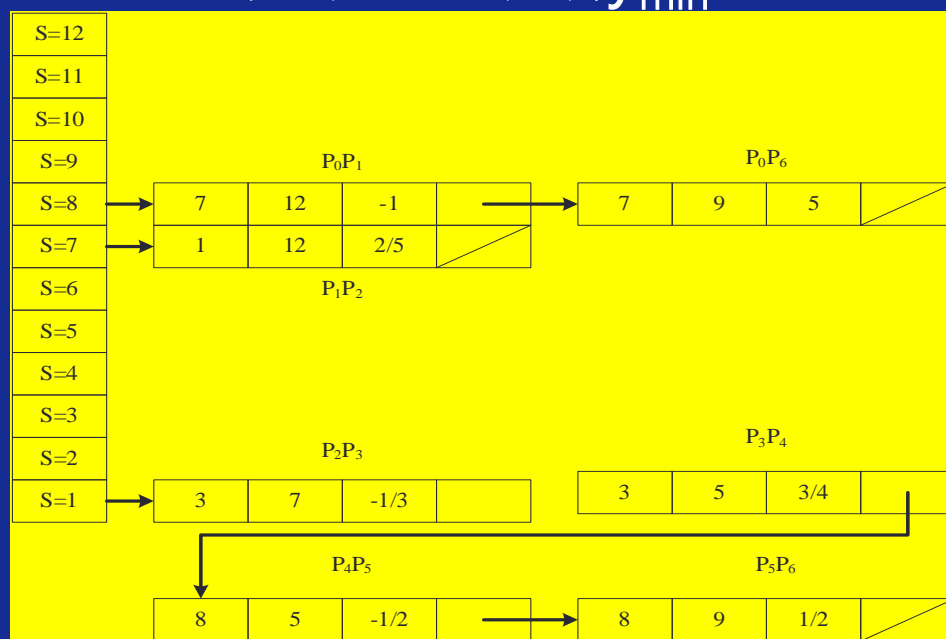 S=12
S=11
S=10
S=9 P₀P₁ P₀P₆
S=8 7 12 -1 7 9 5
S=7 1 12 2/5
S=6 P₁P₂
S=5
S=4
S=3
S=2 P₂P₃ P₃P₄
S=1 3 7 -1/3 3 5 3/4
P₄P₅ P₅P₆
8 5 -1/2 8 9 1/2